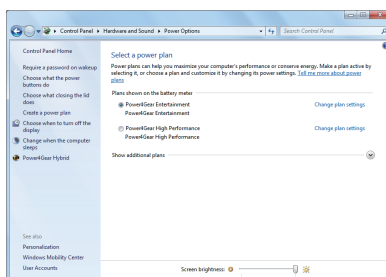 Control Panel ▸ Hardware and Sound ▸ Power Options
Search Control Panel
Control Panel Home
Require a password on wakeup
Choose what the power
buttons do
Choose what closing the lid
does
Create a power plan
Choose when to turn off the
display
Change when the computer
sleeps
Power4Gear Hybrid
See also
Personalization
Windows Mobility Center
User Accounts
Select a power plan
Power plans can help you maximize your computer's performance or conserve energy. Make a plan active by
selecting it, or choose a plan and customize it by changing its power settings. Tell me more about power
plans
Plans shown on the battery meter
Power4Gear Entertainment
Change plan settings
Power4Gear Entertainment
Power4Gear High Performance
Change plan settings
Power4Gear High Performance
Show additional plans
Screen brightness: